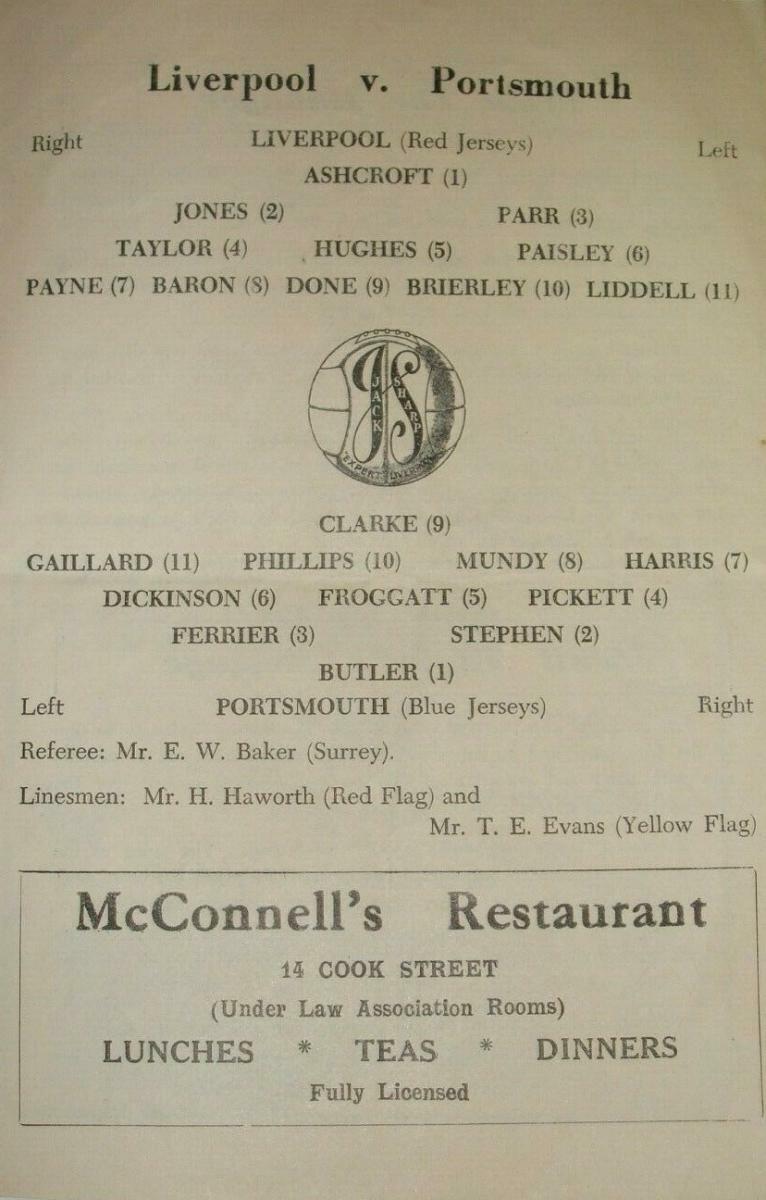 Liverpool v. Portsmouth
Right LIVERPOOL (Red Jerseys) Left
ASHCROFT (1)
JONES (2) PARR (3)
TAYLOR (4) HUGHES (5) PAISLEY (6)
PAYNE (7) BARON (8) DONE (9) BRIERLEY (10) LIDDELL (11)
JS
JACK SHARP
EXPERT LIVERPOOL
CLARKE (9)
GAILLARD (11) PHILLIPS (10) MUNDY (8) HARRIS (7)
DICKINSON (6) FROGGATT (5) PICKETT (4)
FERRIER (3) STEPHEN (2)
BUTLER (1)
Left PORTSMOUTH (Blue Jerseys) Right
Referee: Mr. E. W. Baker (Surrey).
Linesmen: Mr. H. Haworth (Red Flag) and
Mr. T. E. Evans (Yellow Flag)
McConnell's Restaurant
14 COOK STREET
(Under Law Association Rooms)
LUNCHES * TEAS * DINNERS
Fully Licensed